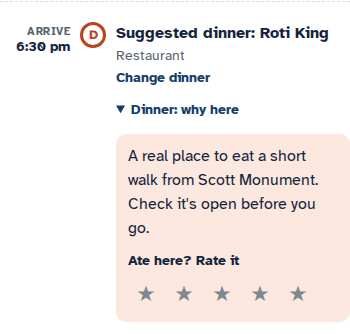 ARRIVE
6:30 pm
D
Suggested dinner: Roti King
Restaurant
Change dinner
▼ Dinner: why here
A real place to eat a short
walk from Scott Monument.
Check it's open before you
go.
Ate here? Rate it
★ ★ ★ ★ ★